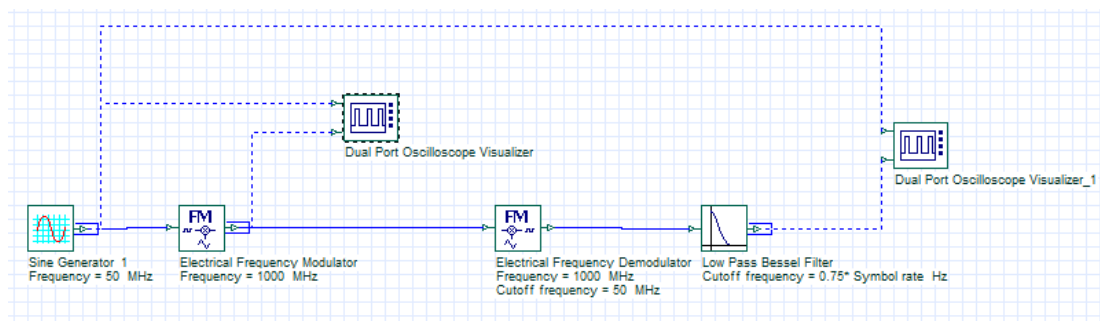 Dual Port Oscilloscope Visualizer
Dual Port Oscilloscope Visualizer_1
FM
FM
Sine Generator_1
Frequency = 50 MHz
Electrical Frequency Modulator
Frequency = 1000 MHz
Electrical Frequency Demodulator
Frequency = 1000 MHz
Cutoff frequency = 50 MHz
Low Pass Bessel Filter
Cutoff frequency = 0.75* Symbol rate Hz